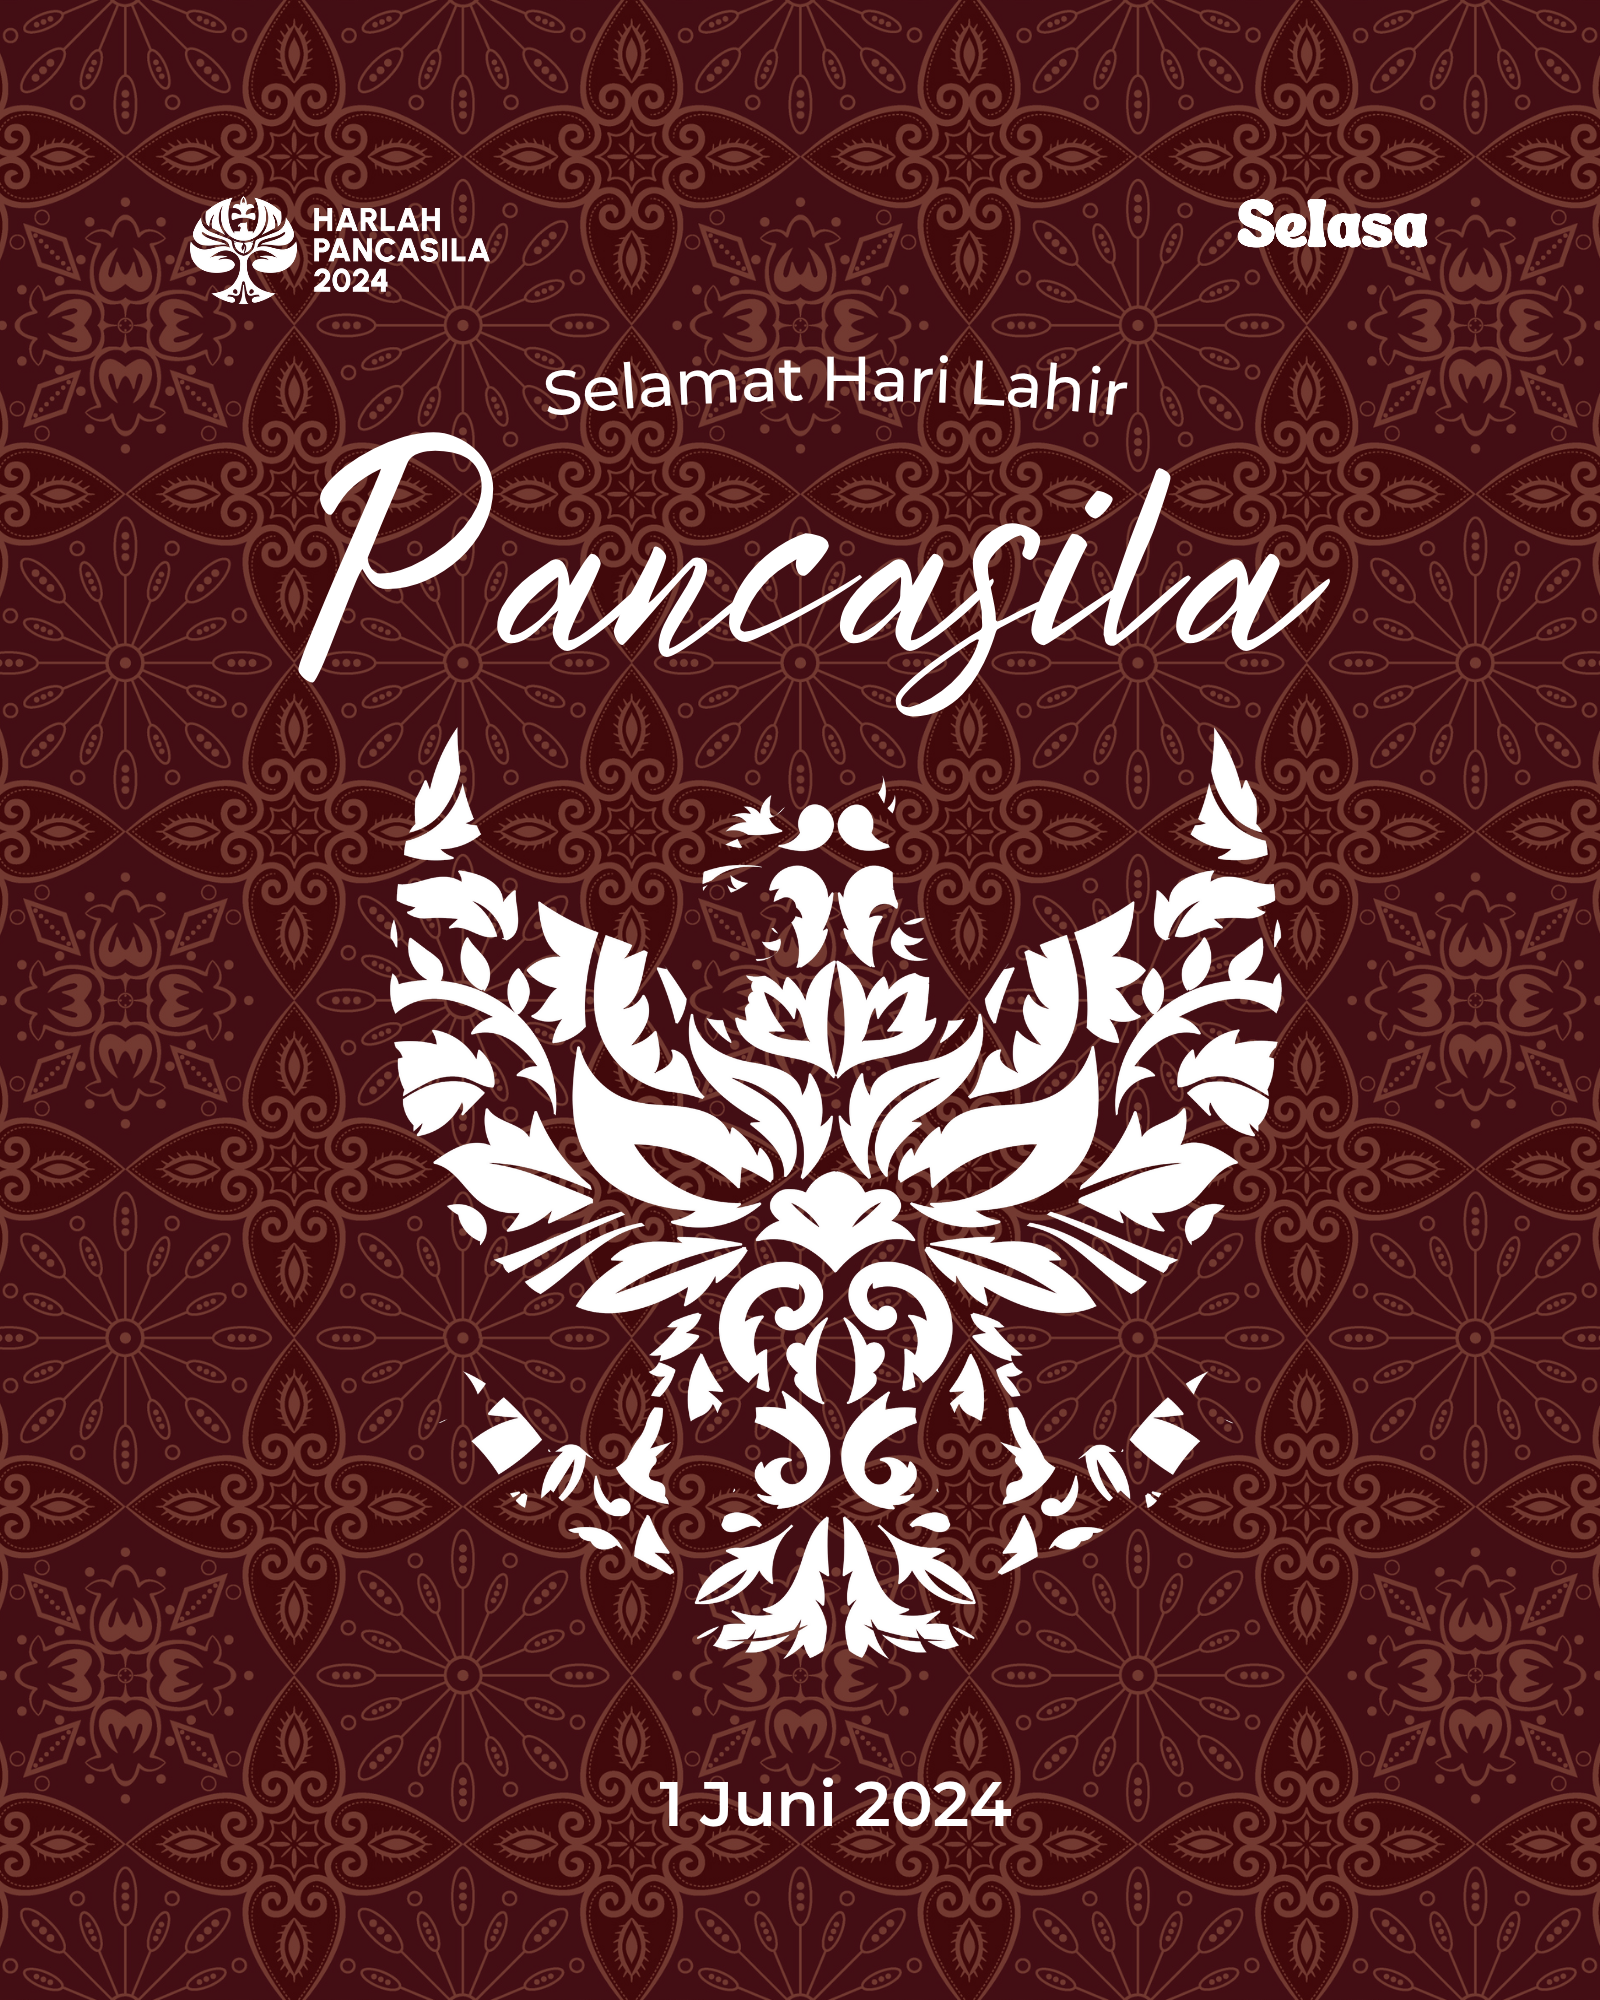 HARLAH
PANCASILA
2024
Selasa
Selamat Hari Lahir
Pancasila
1 Juni 2024